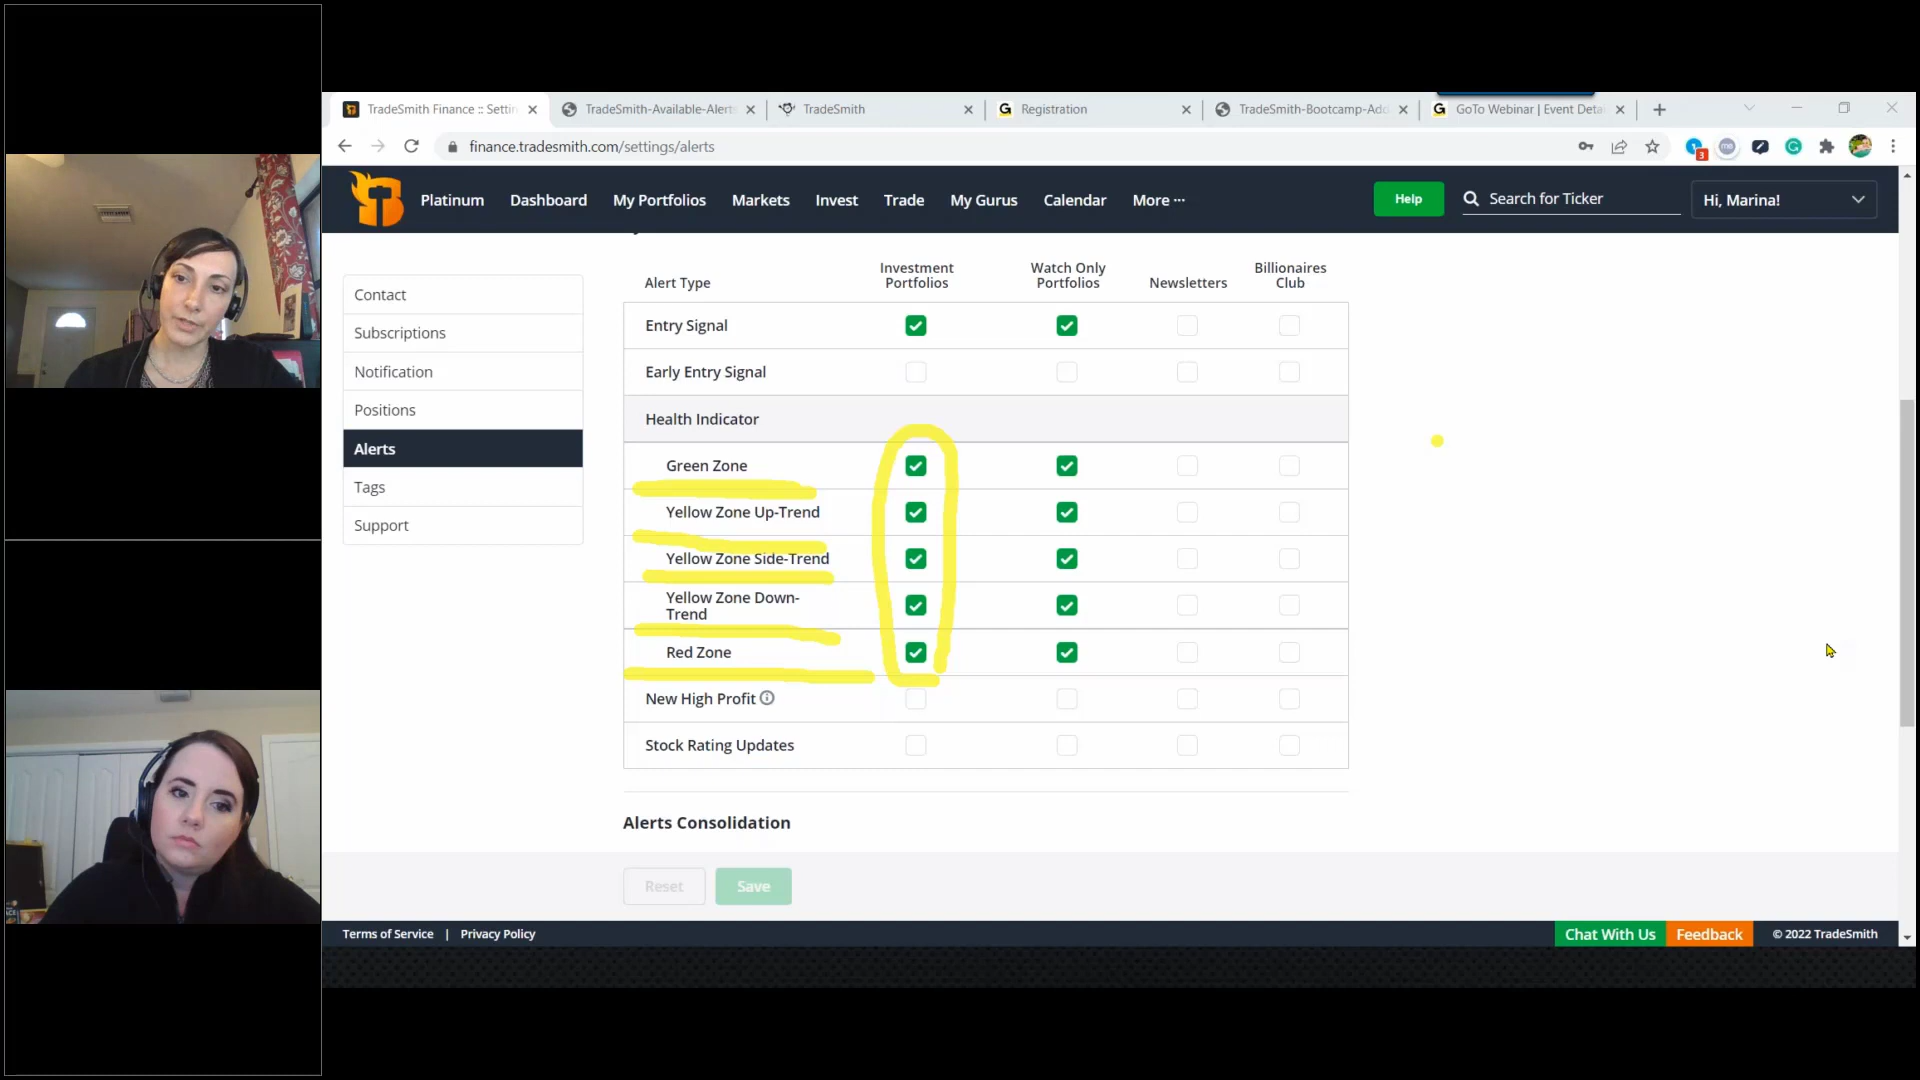 TradeSmith Finance :: Settin
TradeSmith-Available-Alert
TradeSmith
G Registration
TradeSmith-Bootcamp-Add
G GoTo Webinar | Event Detai
finance.tradesmith.com/settings/alerts
3
Platinum
Dashboard
My Portfolios
Markets
Invest
Trade
My Gurus
Calendar
More ···
Help
Search for Ticker
Hi, Marina!
Contact
Subscriptions
Notification
Positions
Alerts
Tags
Support
Alert Type
Investment
Portfolios
Watch Only
Portfolios
Newsletters
Billionaires
Club
Entry Signal
Early Entry Signal
Health Indicator
Green Zone
Yellow Zone Up-Trend
Yellow Zone Side-Trend
Yellow Zone Down-
Trend
Red Zone
New High Profit
Stock Rating Updates
Alerts Consolidation
Reset
Save
Terms of Service | Privacy Policy
Chat With Us
Feedback
© 2022 TradeSmith